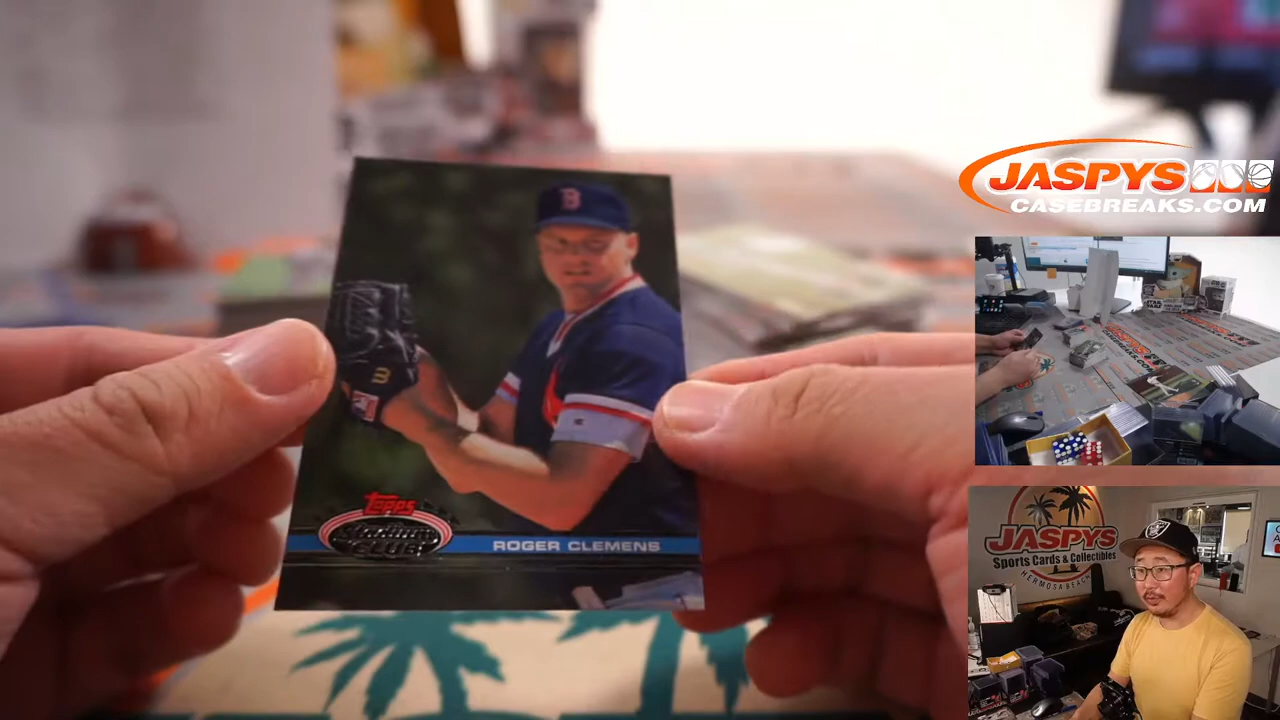 B
Topps
Stadium
CLUB
ROGER CLEMENS
JASPYS
CASEBREAKS.COM
JASPYS
Sports Cards & Collectibles
HERMOSA BEACH